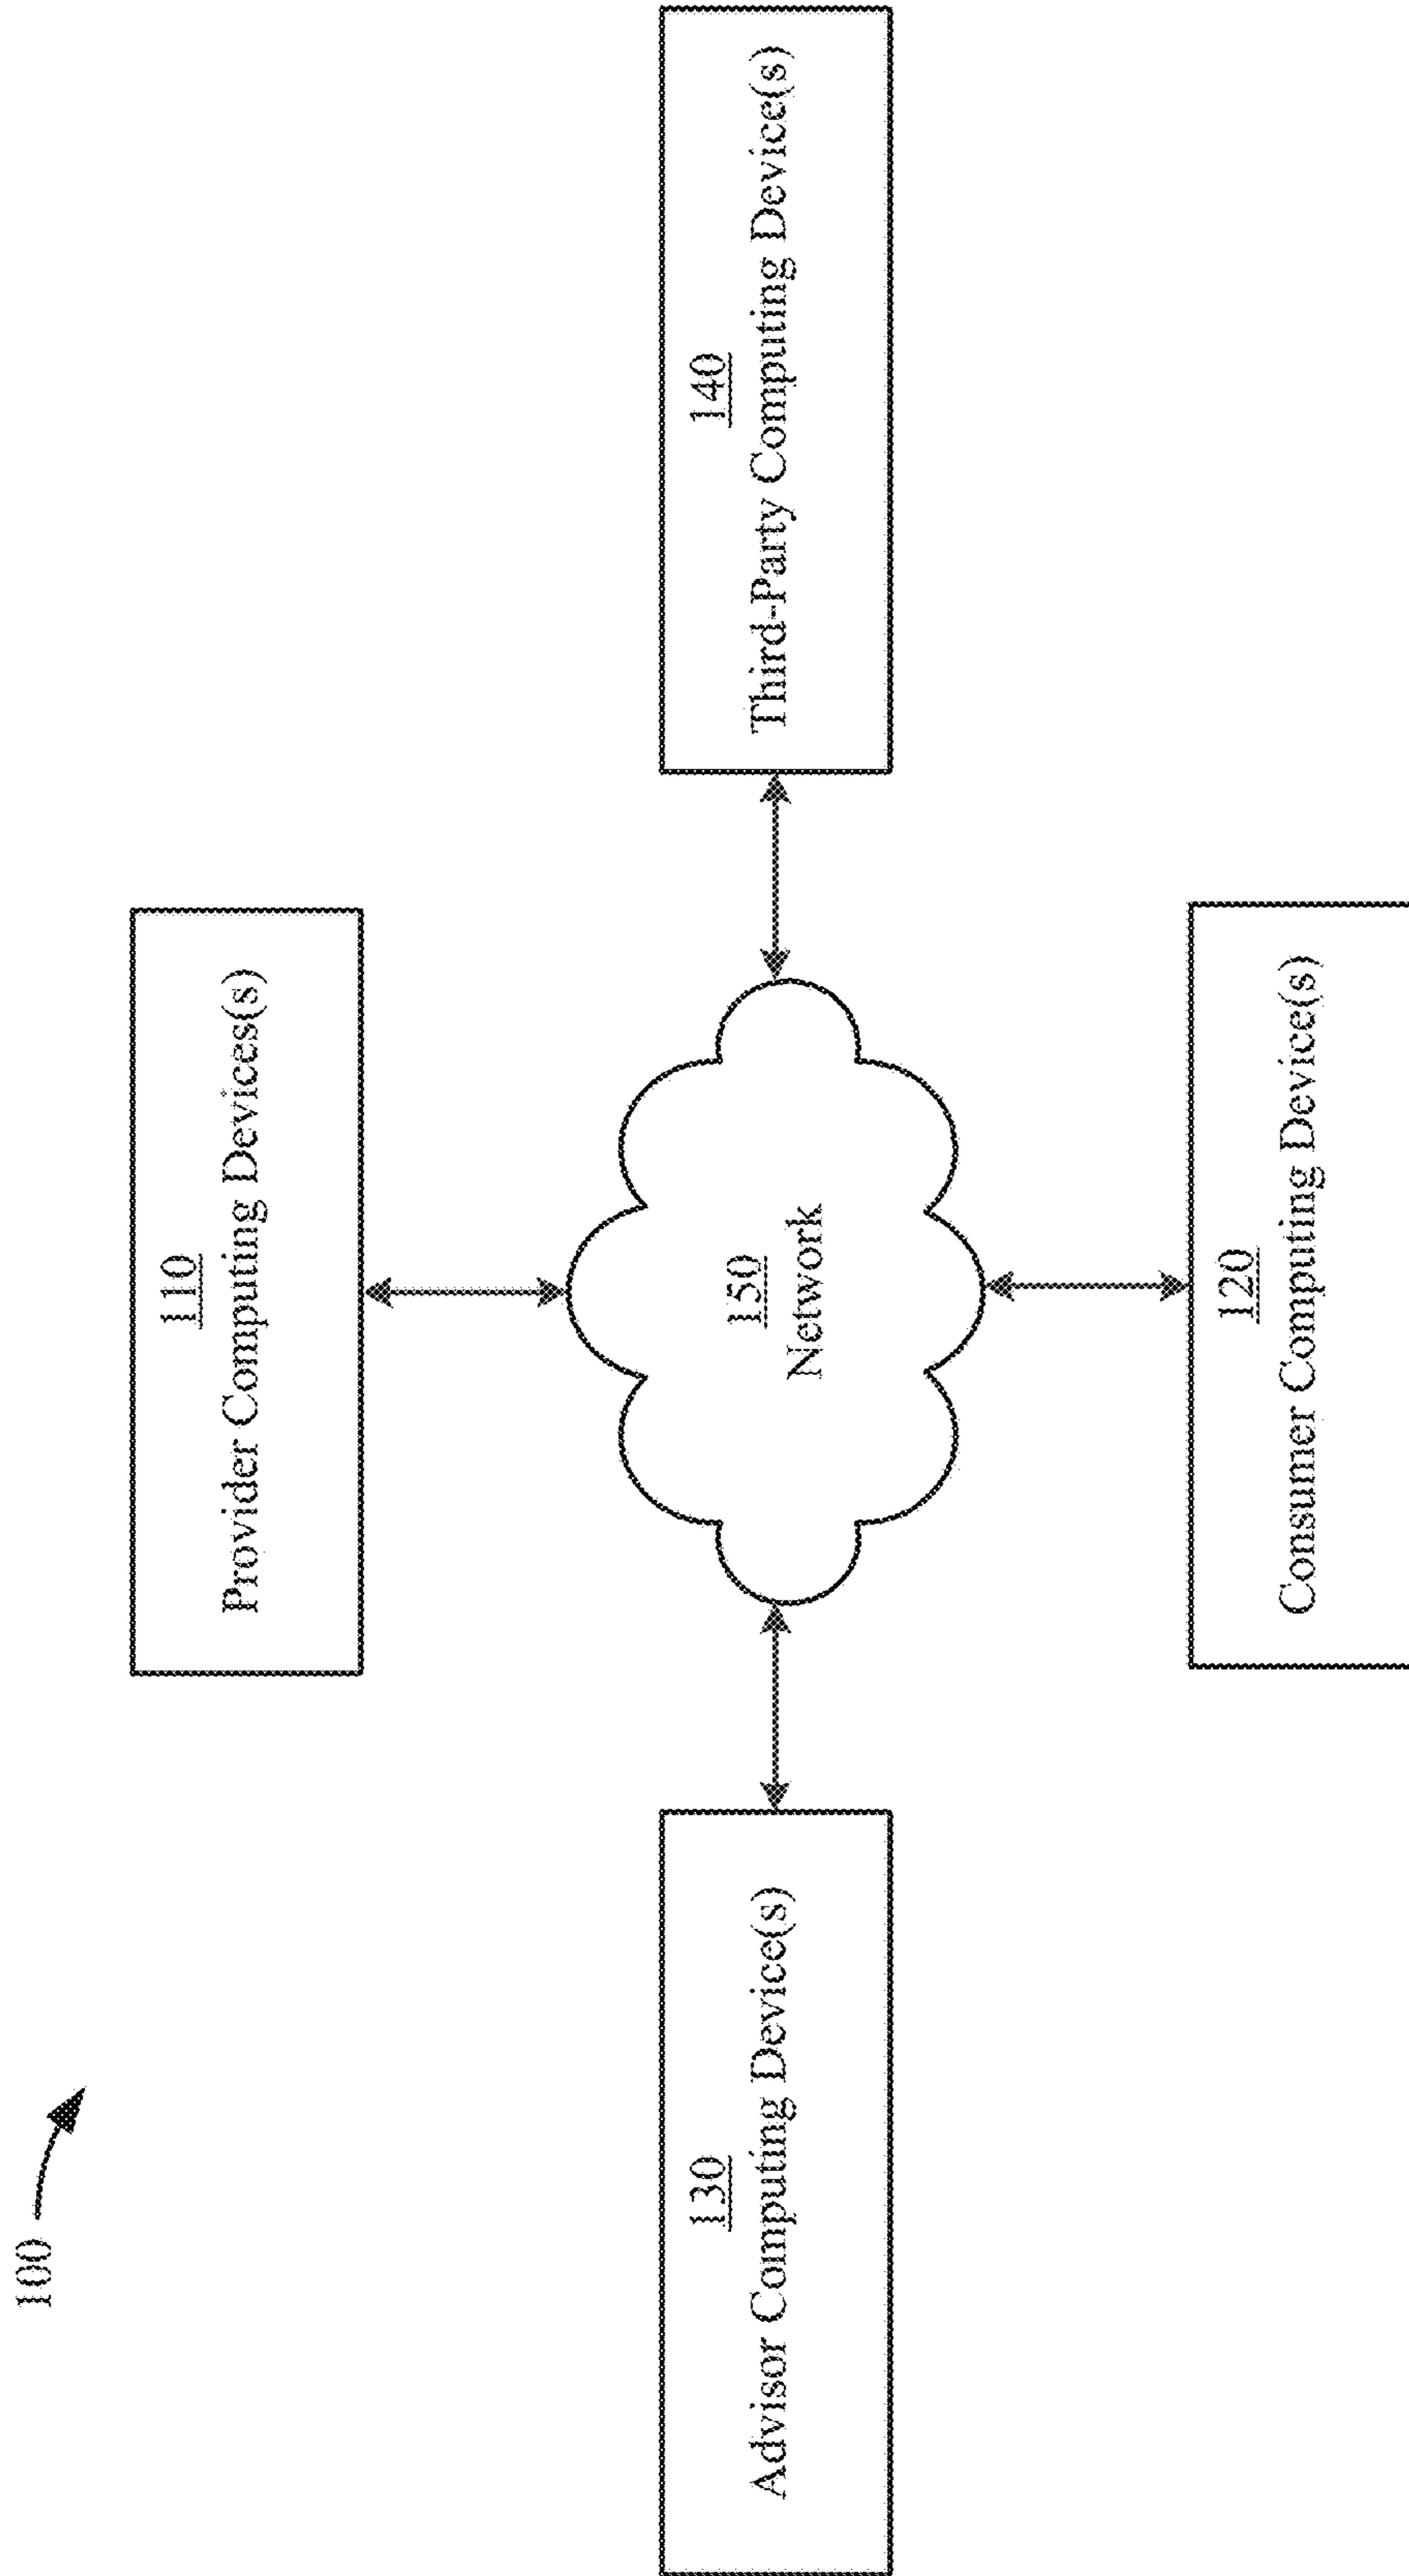 100
110
Provider Computing Devices(s)
130
Advisor Computing Device(s)
150
Network
140
Third-Party Computing Device(s)
120
Consumer Computing Device(s)